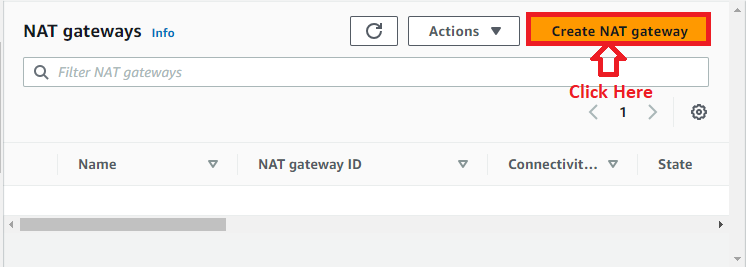 NAT gateways Info
Actions
Create NAT gateway
Filter NAT gateways
Click Here
1
Name
NAT gateway ID
Connectivit...
State